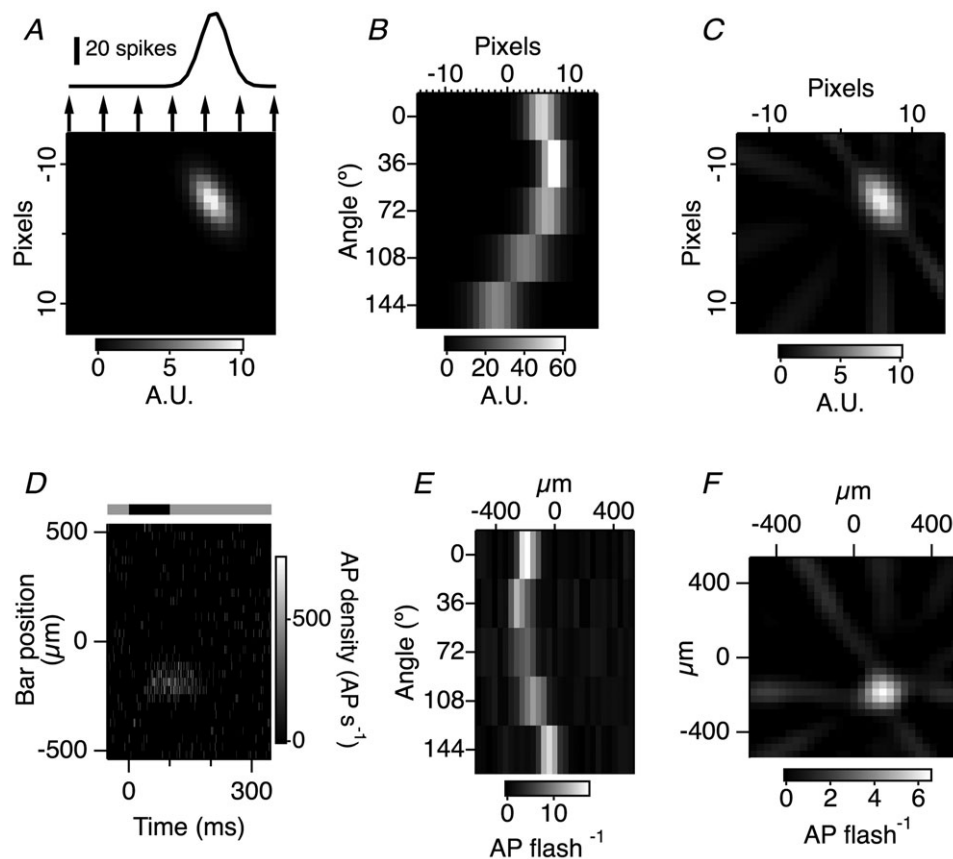 A
20 spikes
-10
10
Pixels
0 5 10
A.U.
B
Pixels
-10 0 10
0
36
72
108
144
Angle (°)
0 20 40 60
A.U.
C
Pixels
-10 10
-10
10
Pixels
0 5 10
A.U.
D
500
0
-500
Bar position
(µm)
0 300
Time (ms)
-500
-0
AP density (AP s-1)
E
µm
-400 0 400
0
36
72
108
144
Angle (°)
0 10
AP flash-1
F
µm
-400 0 400
400
0
-400
µm
0 2 4 6
AP flash-1